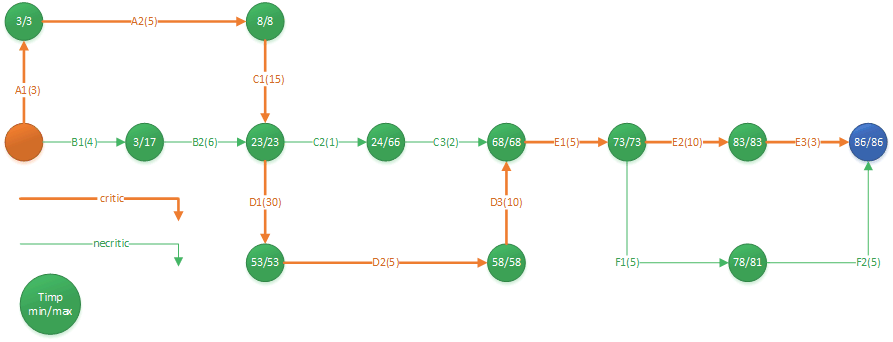 3/3
A2(5)
8/8
A1(3)
C1(15)
B1(4)
3/17
B2(6)
23/23
C2(1)
24/66
C3(2)
68/68
E1(5)
73/73
E2(10)
83/83
E3(3)
86/86
critic
D1(30)
D3(10)
necritic
53/53
D2(5)
58/58
F1(5)
78/81
F2(5)
Timp
min/max